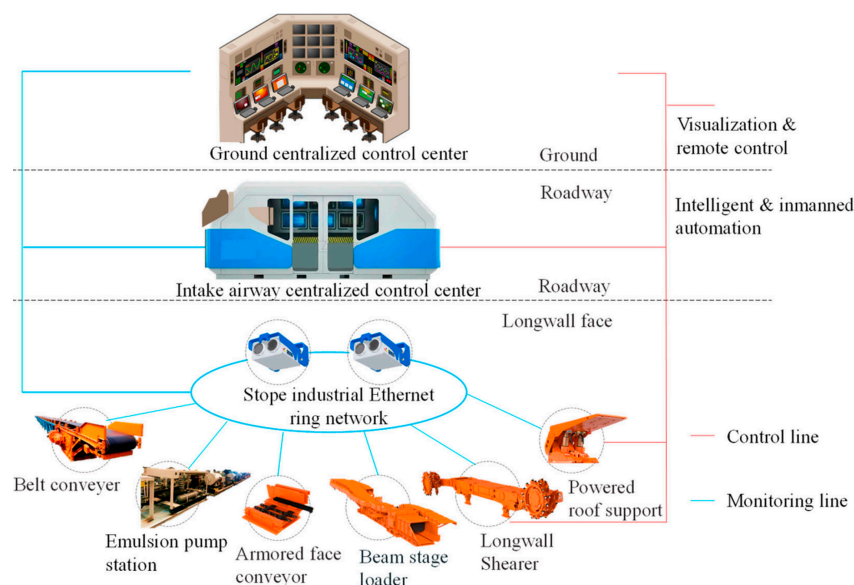 Ground centralized control center
Ground
Visualization &
remote control
Roadway
Intelligent & inmanned
automation
Intake airway centralized control center
Roadway
Longwall face
Stope industrial Ethernet
ring network
Belt conveyer
Emulsion pump
station
Armored face
conveyor
Beam stage
loader
Longwall
Shearer
Powered
roof support
Control line
Monitoring line